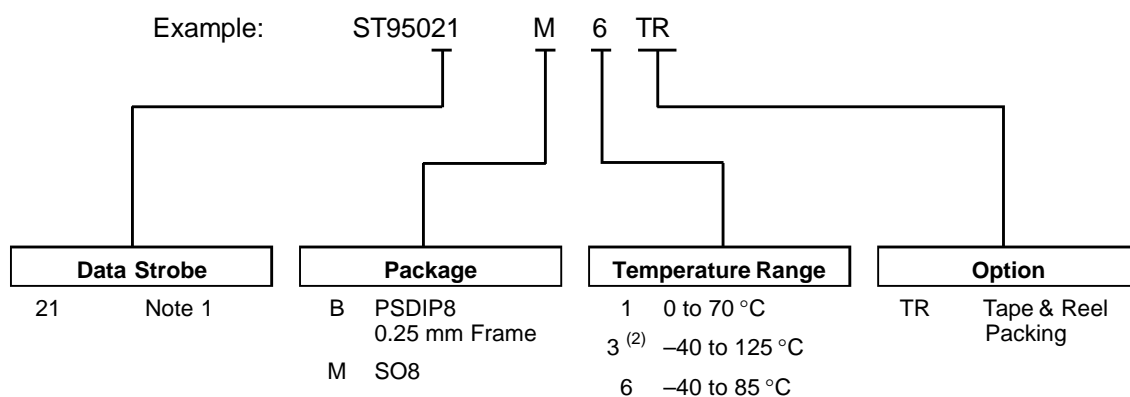 Example: ST95021 M 6 TR
Data Strobe
21 Note 1
Package
B PSDIP8
0.25 mm Frame
M SO8
Temperature Range
1 0 to 70 °C
3 (2) –40 to 125 °C
6 –40 to 85 °C
Option
TR Tape & Reel
Packing